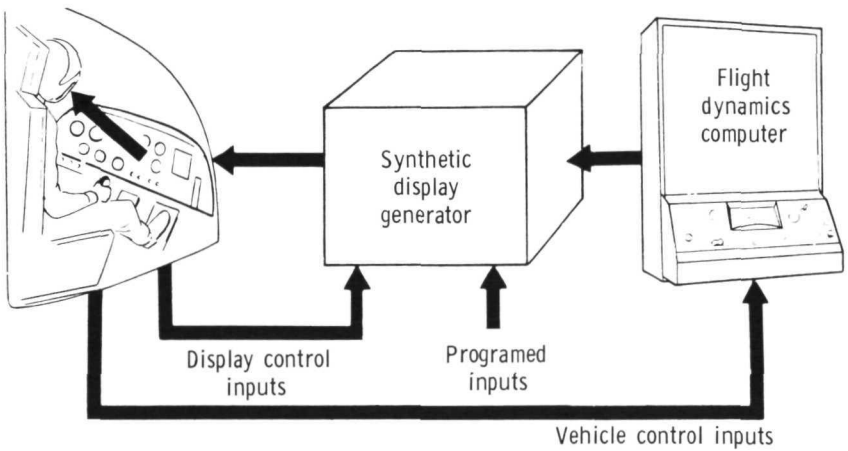 Flight
dynamics
computer
Synthetic
display
generator
Display control
inputs
Programed
inputs
Vehicle control inputs